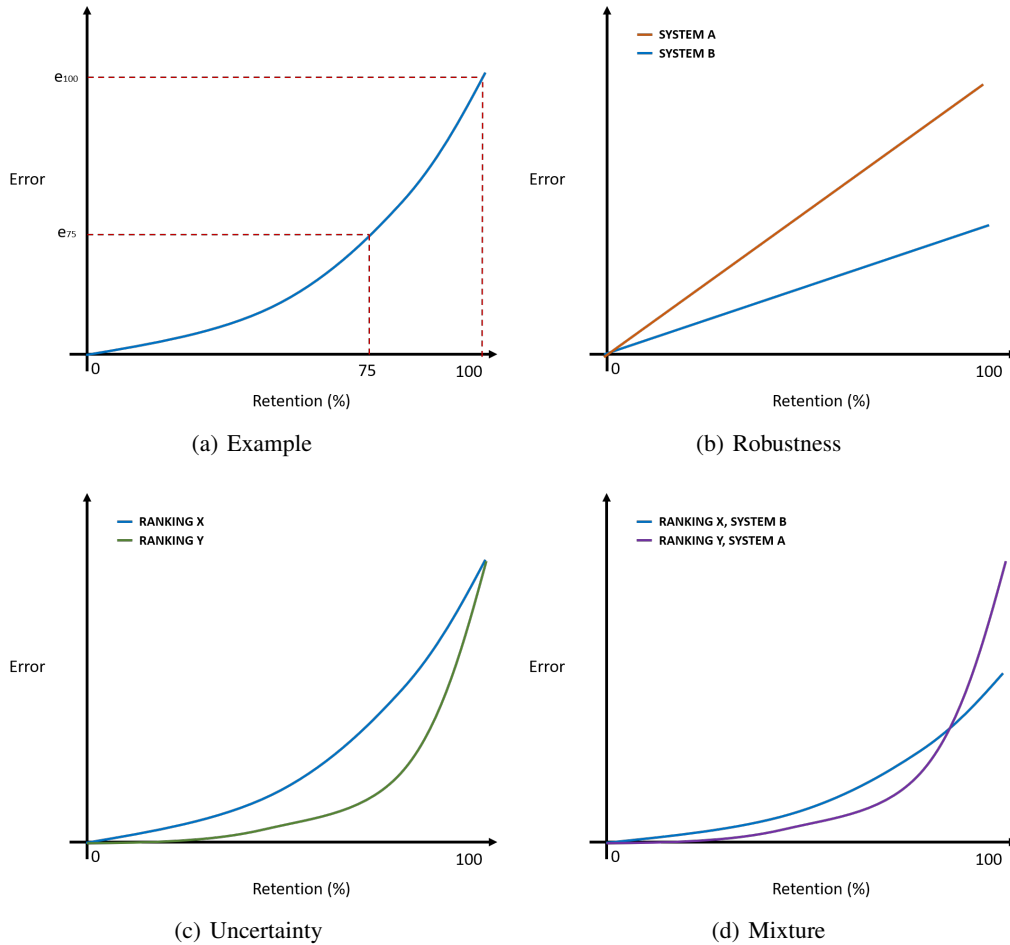 e100
Error
e75
0
75
100
Retention (%)
(a) Example
SYSTEM A
SYSTEM B
Error
0
100
Retention (%)
(b) Robustness
RANKING X
RANKING Y
Error
0
100
Retention (%)
(c) Uncertainty
RANKING X, SYSTEM B
RANKING Y, SYSTEM A
Error
0
100
Retention (%)
(d) Mixture